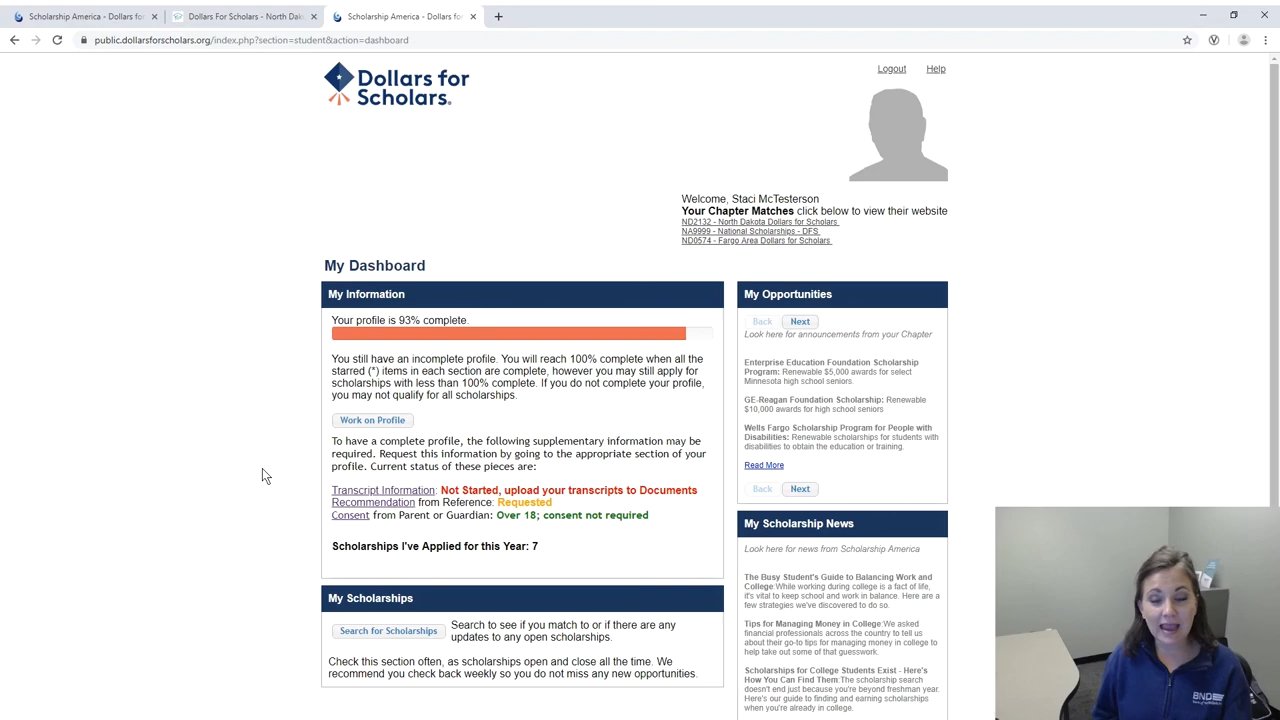 Scholarship America - Dollars fo
Dollars For Scholars - North Dak
Scholarship America - Dollars fo
public.dollarsforscholars.org/index.php?section=student&action=dashboard
Dollars for
Scholars.
Logout
Help
Welcome, Staci McTesterson
Your Chapter Matches click below to view their website
ND2132 - North Dakota Dollars for Scholars
NA9999 - National Scholarships - DFS
ND0574 - Fargo Area Dollars for Scholars
My Dashboard
My Information
Your profile is 93% complete.
You still have an incomplete profile. You will reach 100% complete when all the
starred (*) items in each section are complete, however you may still apply for
scholarships with less than 100% complete. If you do not complete your profile,
you may not qualify for all scholarships.
Work on Profile
To have a complete profile, the following supplementary information may be
required. Request this information by going to the appropriate section of your
profile. Current status of these pieces are:
Transcript Information: Not Started, upload your transcripts to Documents
Recommendation from Reference: Requested
Consent from Parent or Guardian: Over 18; consent not required
Scholarships I've Applied for this Year: 7
My Scholarships
Search for Scholarships
Search to see if you match to or if there are any
updates to any open scholarships.
Check this section often, as scholarships open and close all the time. We
recommend you check back weekly so you do not miss any new opportunities.
My Opportunities
Back
Next
Look here for announcements from your Chapter
Enterprise Education Foundation Scholarship
Program: Renewable $5,000 awards for select
Minnesota high school seniors.
GE-Reagan Foundation Scholarship: Renewable
$10,000 awards for high school seniors
Wells Fargo Scholarship Program for People with
Disabilities: Renewable scholarships for students with
disabilities to obtain the education or training.
Read More
Back
Next
My Scholarship News
Look here for news from Scholarship America
The Busy Student's Guide to Balancing Work and
College:While working during college is a fact of life,
it's vital to keep school and work in balance. Here are a
few strategies we've discovered to do so.
Tips for Managing Money in College:We asked
financial professionals across the country to tell us
about their go-to tips for managing money in college to
help take out some of that guesswork.
Scholarships for College Students Exist - Here's
How You Can Find Them:The scholarship search
doesn't end just because you're beyond freshman year.
Here's our guide to finding and earning scholarships
when you're already in college.
BND